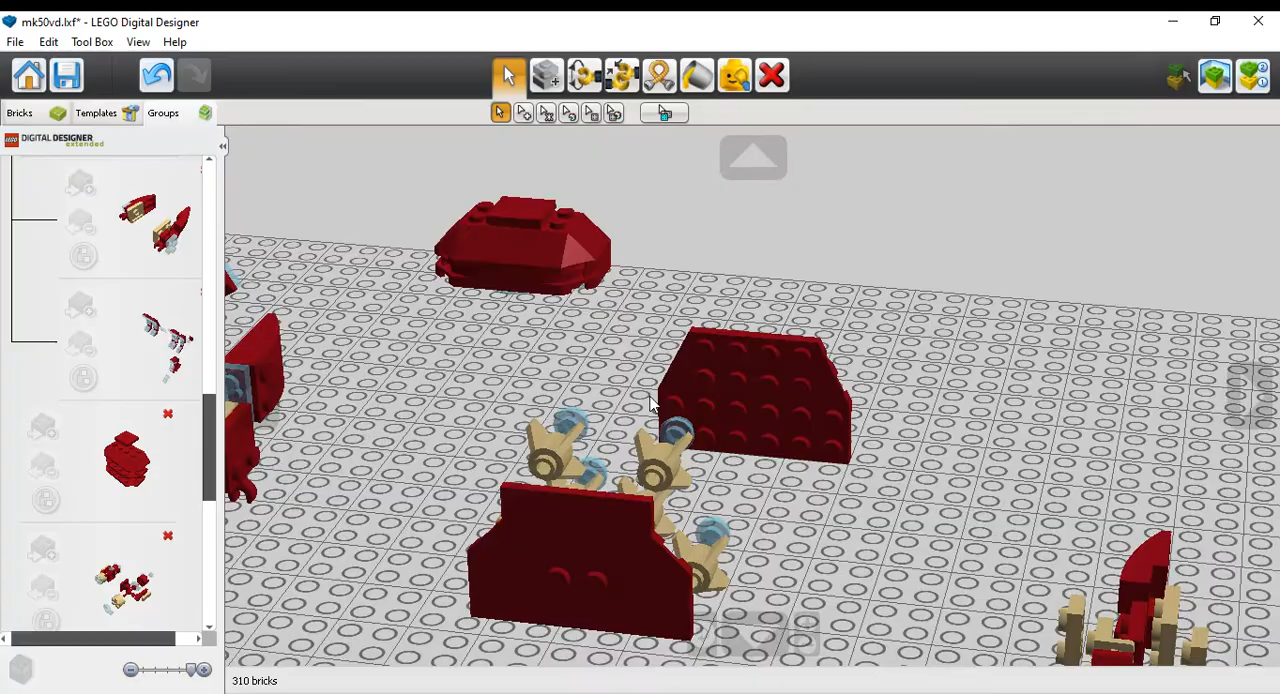 mk50vd.lxf* - LEGO Digital Designer
File Edit Tool Box View Help
Bricks Templates Groups
LEGO DIGITAL DESIGNER
extended
310 bricks